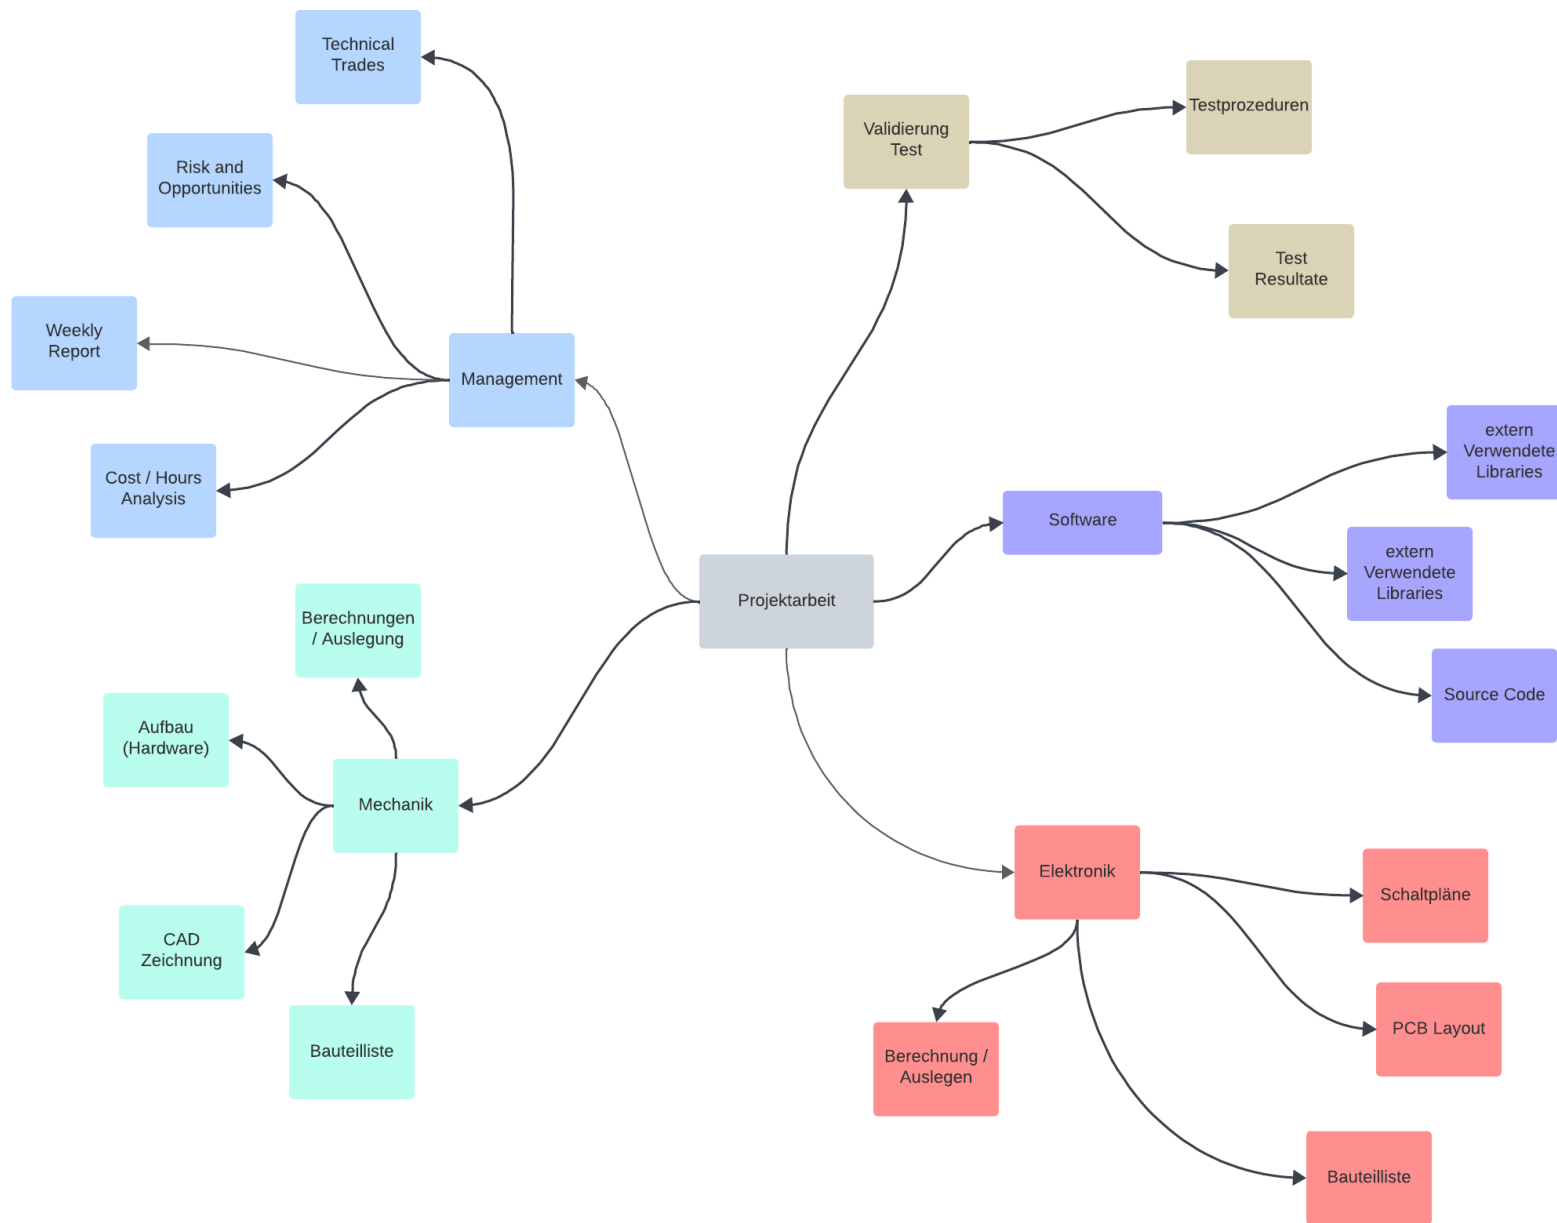 Technical
Trades
Risk and
Opportunities
Weekly
Report
Management
Cost / Hours
Analysis
Validierung
Test
Testprozeduren
Test
Resultate
extern
Verwendete
Libraries
Software
extern
Verwendete
Libraries
Source Code
Projektarbeit
Berechnungen
/ Auslegung
Aufbau
(Hardware)
Mechanik
CAD
Zeichnung
Bauteilliste
Elektronik
Schaltpläne
PCB Layout
Berechnung /
Auslegen
Bauteilliste